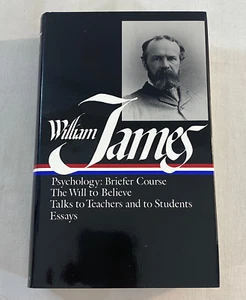 William
James
Psychology: Briefer Course
The Will to Believe
Talks to Teachers and to Students
Essays